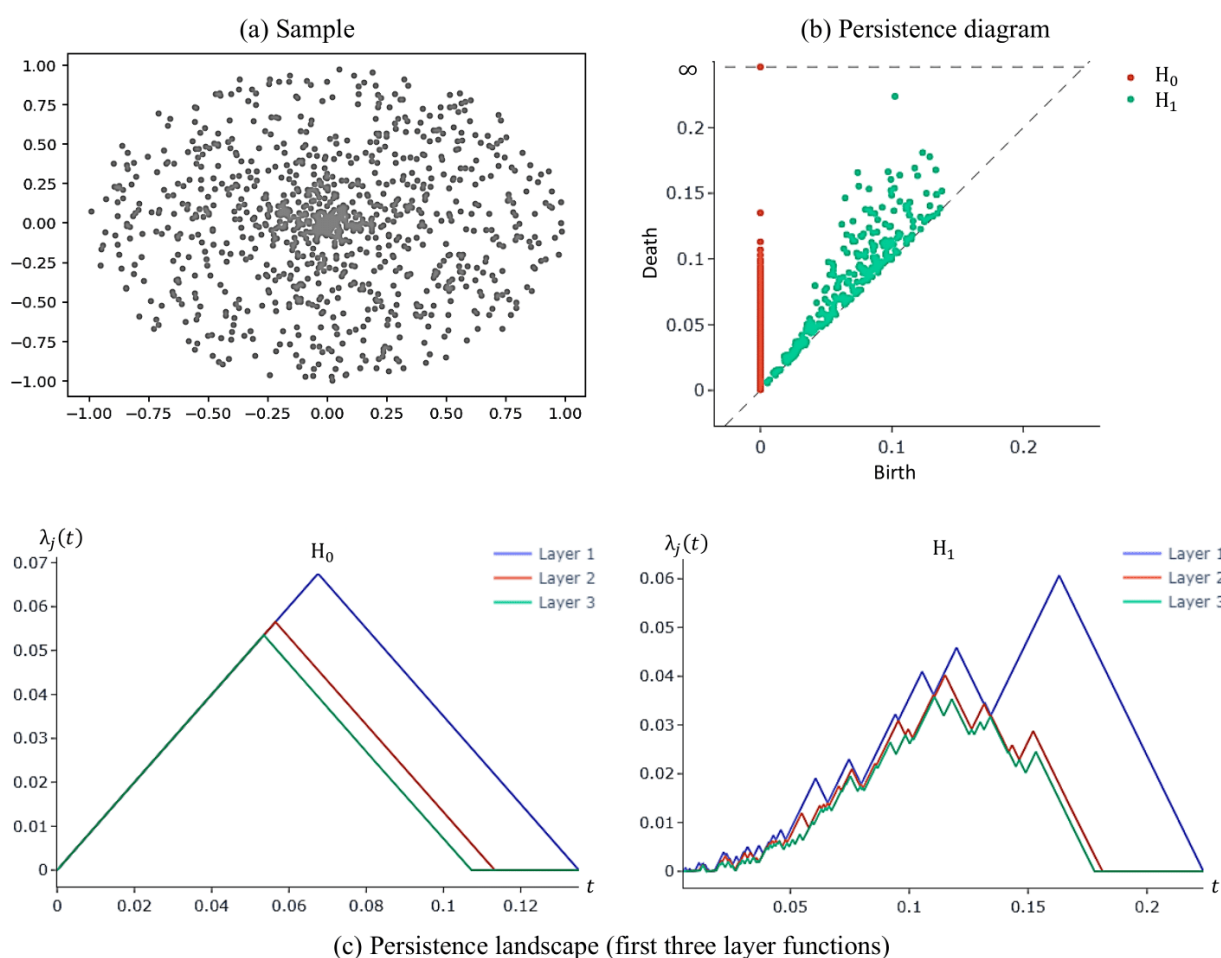 (a) Sample
(b) Persistence diagram
1.00
0.75
0.50
0.25
0.00
−0.25
−0.50
−0.75
−1.00
−1.00 −0.75 −0.50 −0.25 0.00 0.25 0.50 0.75 1.00
∞
0.2
0.15
0.1
0.05
0
Death
0 0.1 0.2
Birth
H₀
H₁
λⱼ(t)
H₀
Layer 1
Layer 2
Layer 3
0.07
0.06
0.05
0.04
0.03
0.02
0.01
0
0 0.02 0.04 0.06 0.08 0.1 0.12 t
λⱼ(t)
H₁
Layer 1
Layer 2
Layer 3
0.06
0.05
0.04
0.03
0.02
0.01
0
0.05 0.1 0.15 0.2 t
(c) Persistence landscape (first three layer functions)